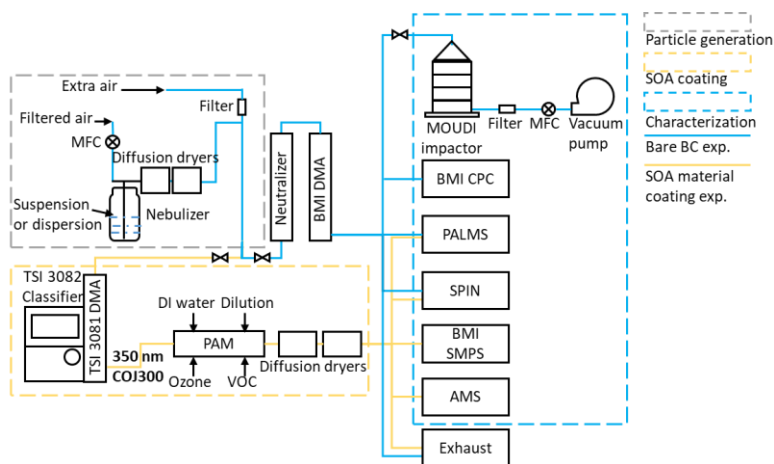 Extra air
Filter
Filtered air
MFC
Diffusion dryers
Suspension
or dispersion
Nebulizer
Neutralizer
BMI DMA
TSI 3082
Classifier
TSI 3081 DMA
350 nm
COJ300
DI water
Dilution
PAM
Ozone
VOC
Diffusion dryers
MOUDI
impactor
Filter
MFC
Vacuum
pump
BMI CPC
PALMS
SPIN
BMI
SMPS
AMS
Exhaust
Particle generation
SOA coating
Characterization
Bare BC exp.
SOA material
coating exp.